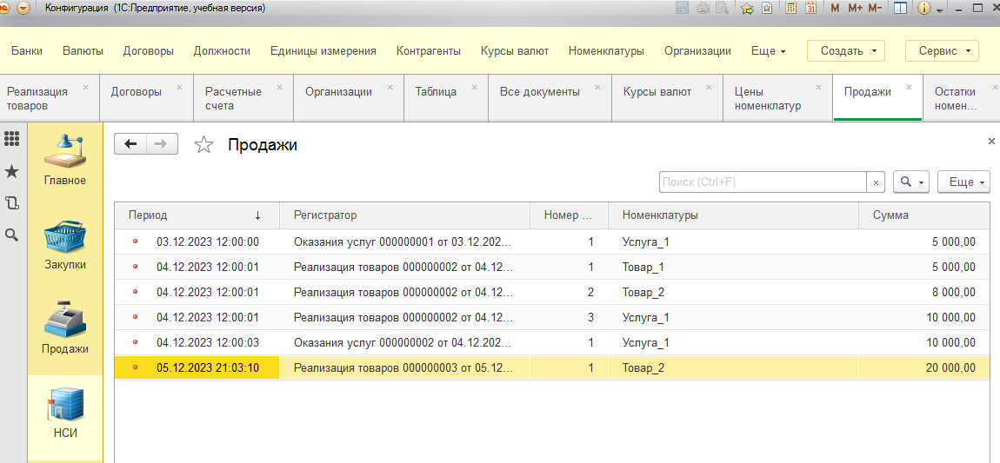 Конфигурация (1С:Предприятие, учебная версия)
M M+ M-
Банки Валюты Договоры Должности Единицы измерения Контрагенты Курсы валют Номенклатуры Организации Еще Создать Сервис
Реализация товаров
Договоры
Расчетные счета
Организации
Таблица
Все документы
Курсы валют
Цены номенклатур
Продажи
Остатки номен...
Главное
Закупки
Продажи
НСИ
Продажи
Поиск (Ctrl+F)
Еще
Период Регистратор Номер ... Номенклатуры Сумма
03.12.2023 12:00:00 Оказания услуг 000000001 от 03.12.202... 1 Услуга_1 5 000,00
04.12.2023 12:00:01 Реализация товаров 000000002 от 04.12... 1 Товар_1 5 000,00
04.12.2023 12:00:01 Реализация товаров 000000002 от 04.12... 2 Товар_2 8 000,00
04.12.2023 12:00:01 Реализация товаров 000000002 от 04.12... 3 Услуга_1 10 000,00
04.12.2023 12:00:03 Оказания услуг 000000002 от 04.12.202... 1 Услуга_1 10 000,00
05.12.2023 21:03:10 Реализация товаров 000000003 от 05.12... 1 Товар_2 20 000,00